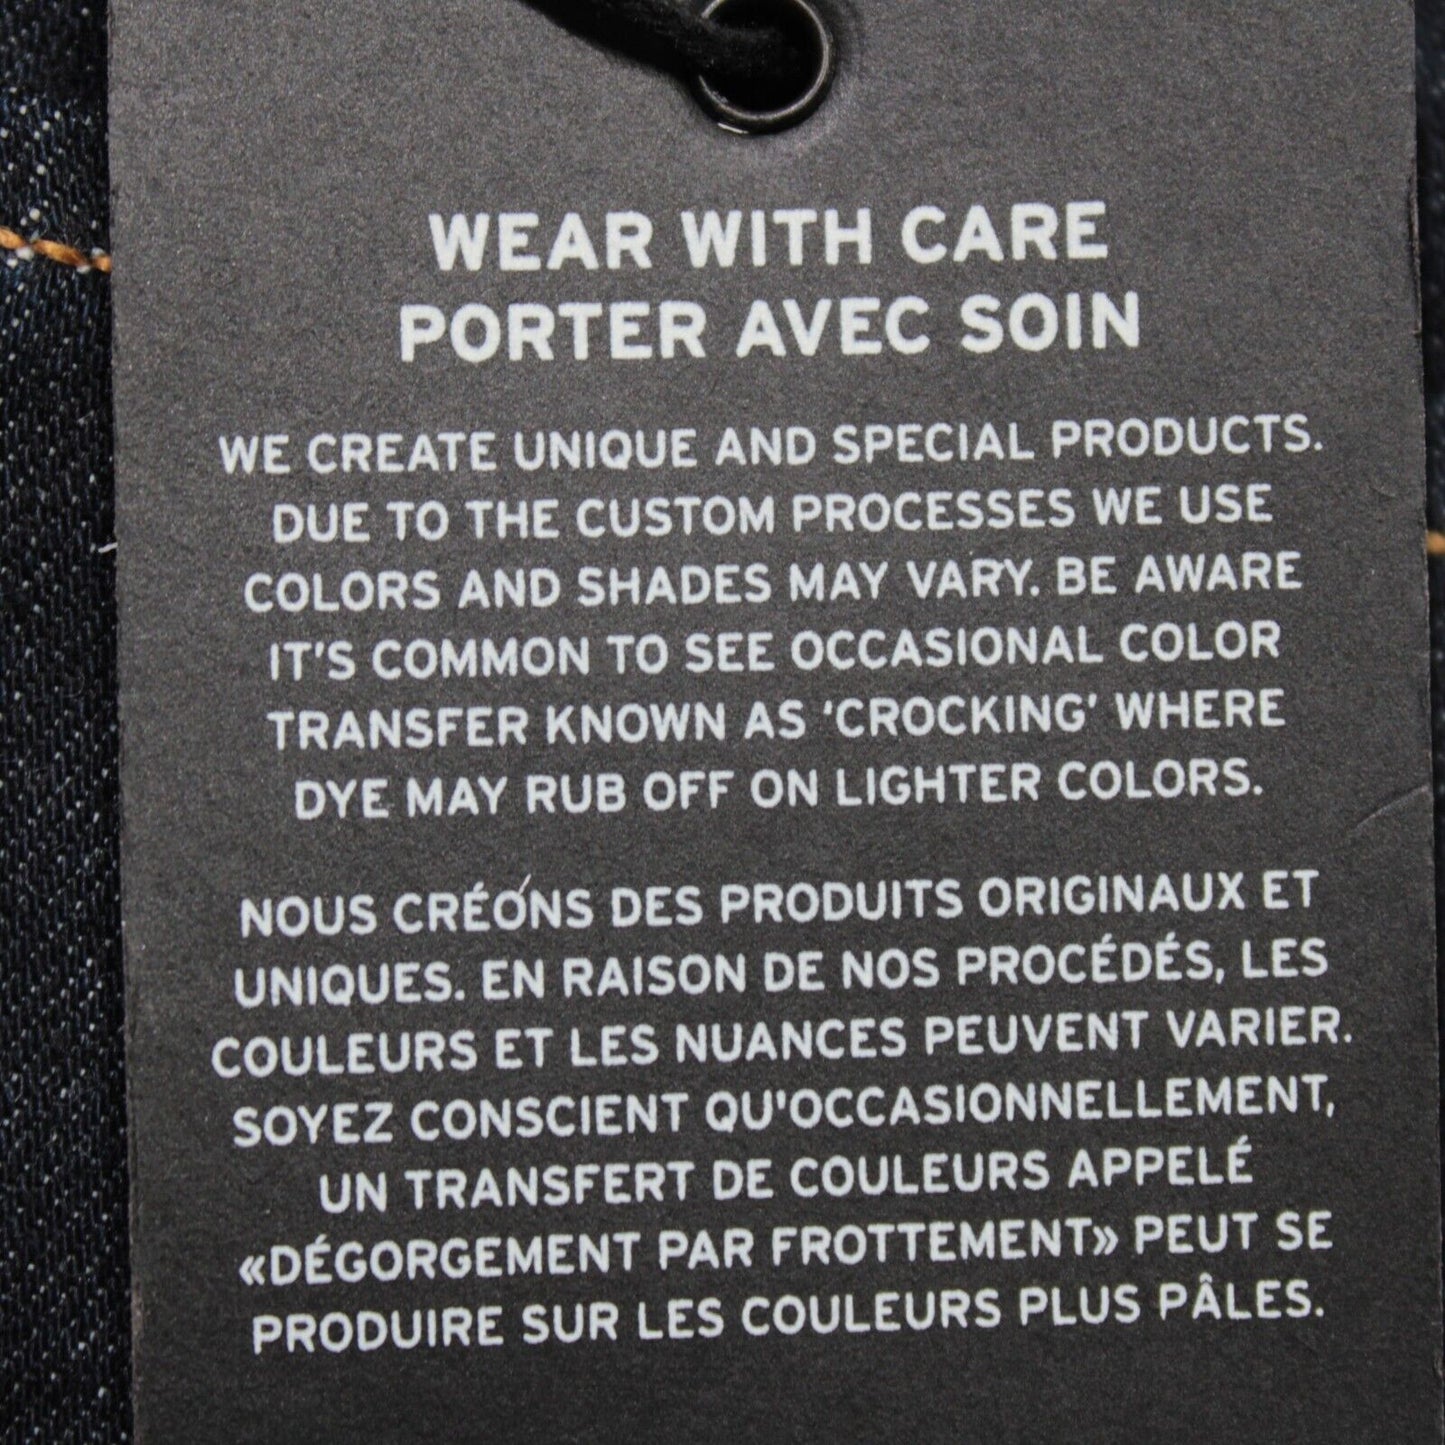 WEAR WITH CARE
PORTER AVEC SOIN
WE CREATE UNIQUE AND SPECIAL PRODUCTS.
DUE TO THE CUSTOM PROCESSES WE USE
COLORS AND SHADES MAY VARY. BE AWARE
IT'S COMMON TO SEE OCCASIONAL COLOR
TRANSFER KNOWN AS ‘CROCKING’ WHERE
DYE MAY RUB OFF ON LIGHTER COLORS.
NOUS CRÉONS DES PRODUITS ORIGINAUX ET
UNIQUES. EN RAISON DE NOS PROCÉDÉS, LES
COULEURS ET LES NUANCES PEUVENT VARIER.
SOYEZ CONSCIENT QU'OCCASIONNELLEMENT,
UN TRANSFERT DE COULEURS APPELÉ
«DÉGORGEMENT PAR FROTTEMENT» PEUT SE
PRODUIRE SUR LES COULEURS PLUS PÂLES.